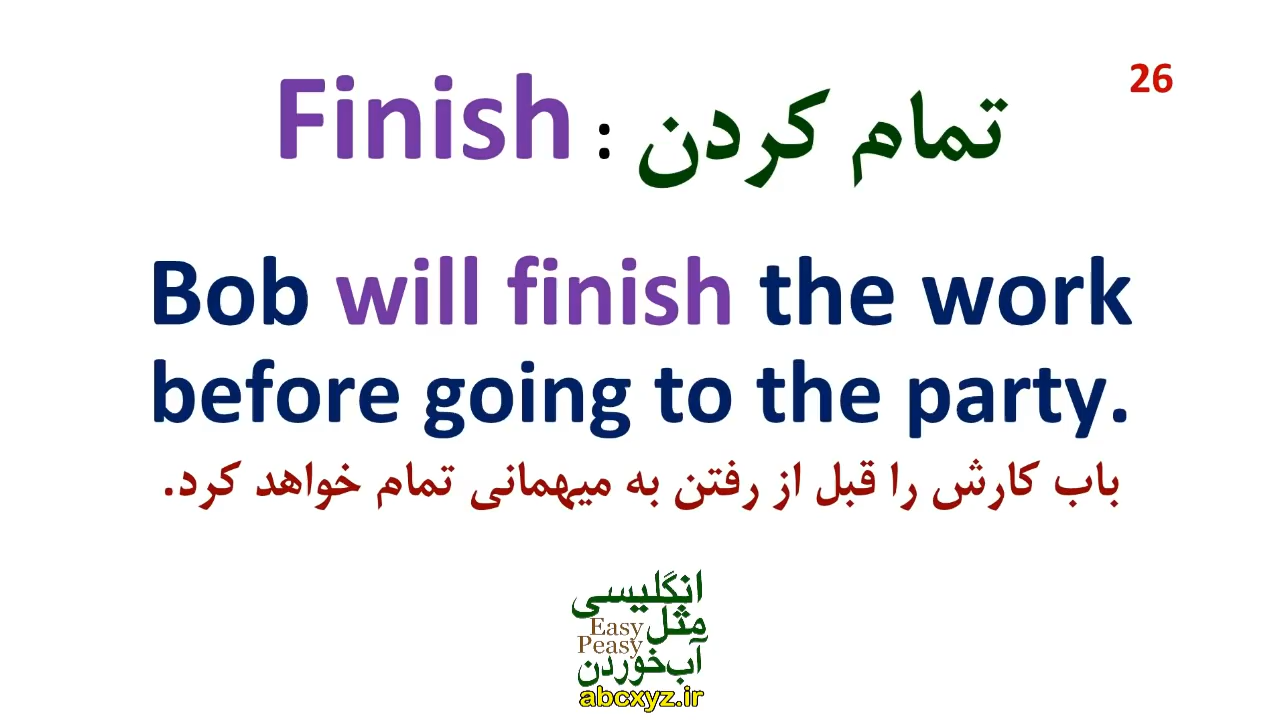 26
Finish : تمام کردن
Bob will finish the work
before going to the party.
باب کارش را قبل از رفتن به میهمانی تمام خواهد کرد.
انگلیسی
مثل
Easy
Peasy
آب‌خوردن
abcxyz.ir